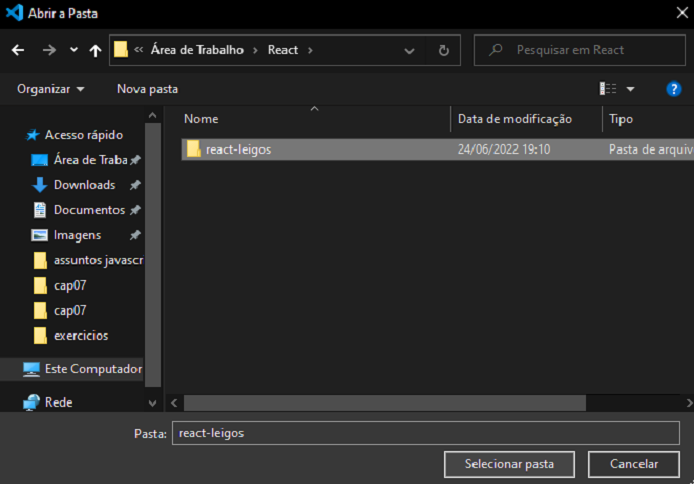 Abrir a Pasta
« Área de Trabalho › React ›
Pesquisar em React
Organizar
Nova pasta
?
Nome
Data de modificação
Tipo
react-leigos
24/06/2022 19:10
Pasta de arquiv
Acesso rápido
Área de Traba
Downloads
Documentos
Imagens
assuntos javascr
cap07
cap07
exercicios
Este Computador
Rede
Pasta: react-leigos
Selecionar pasta
Cancelar